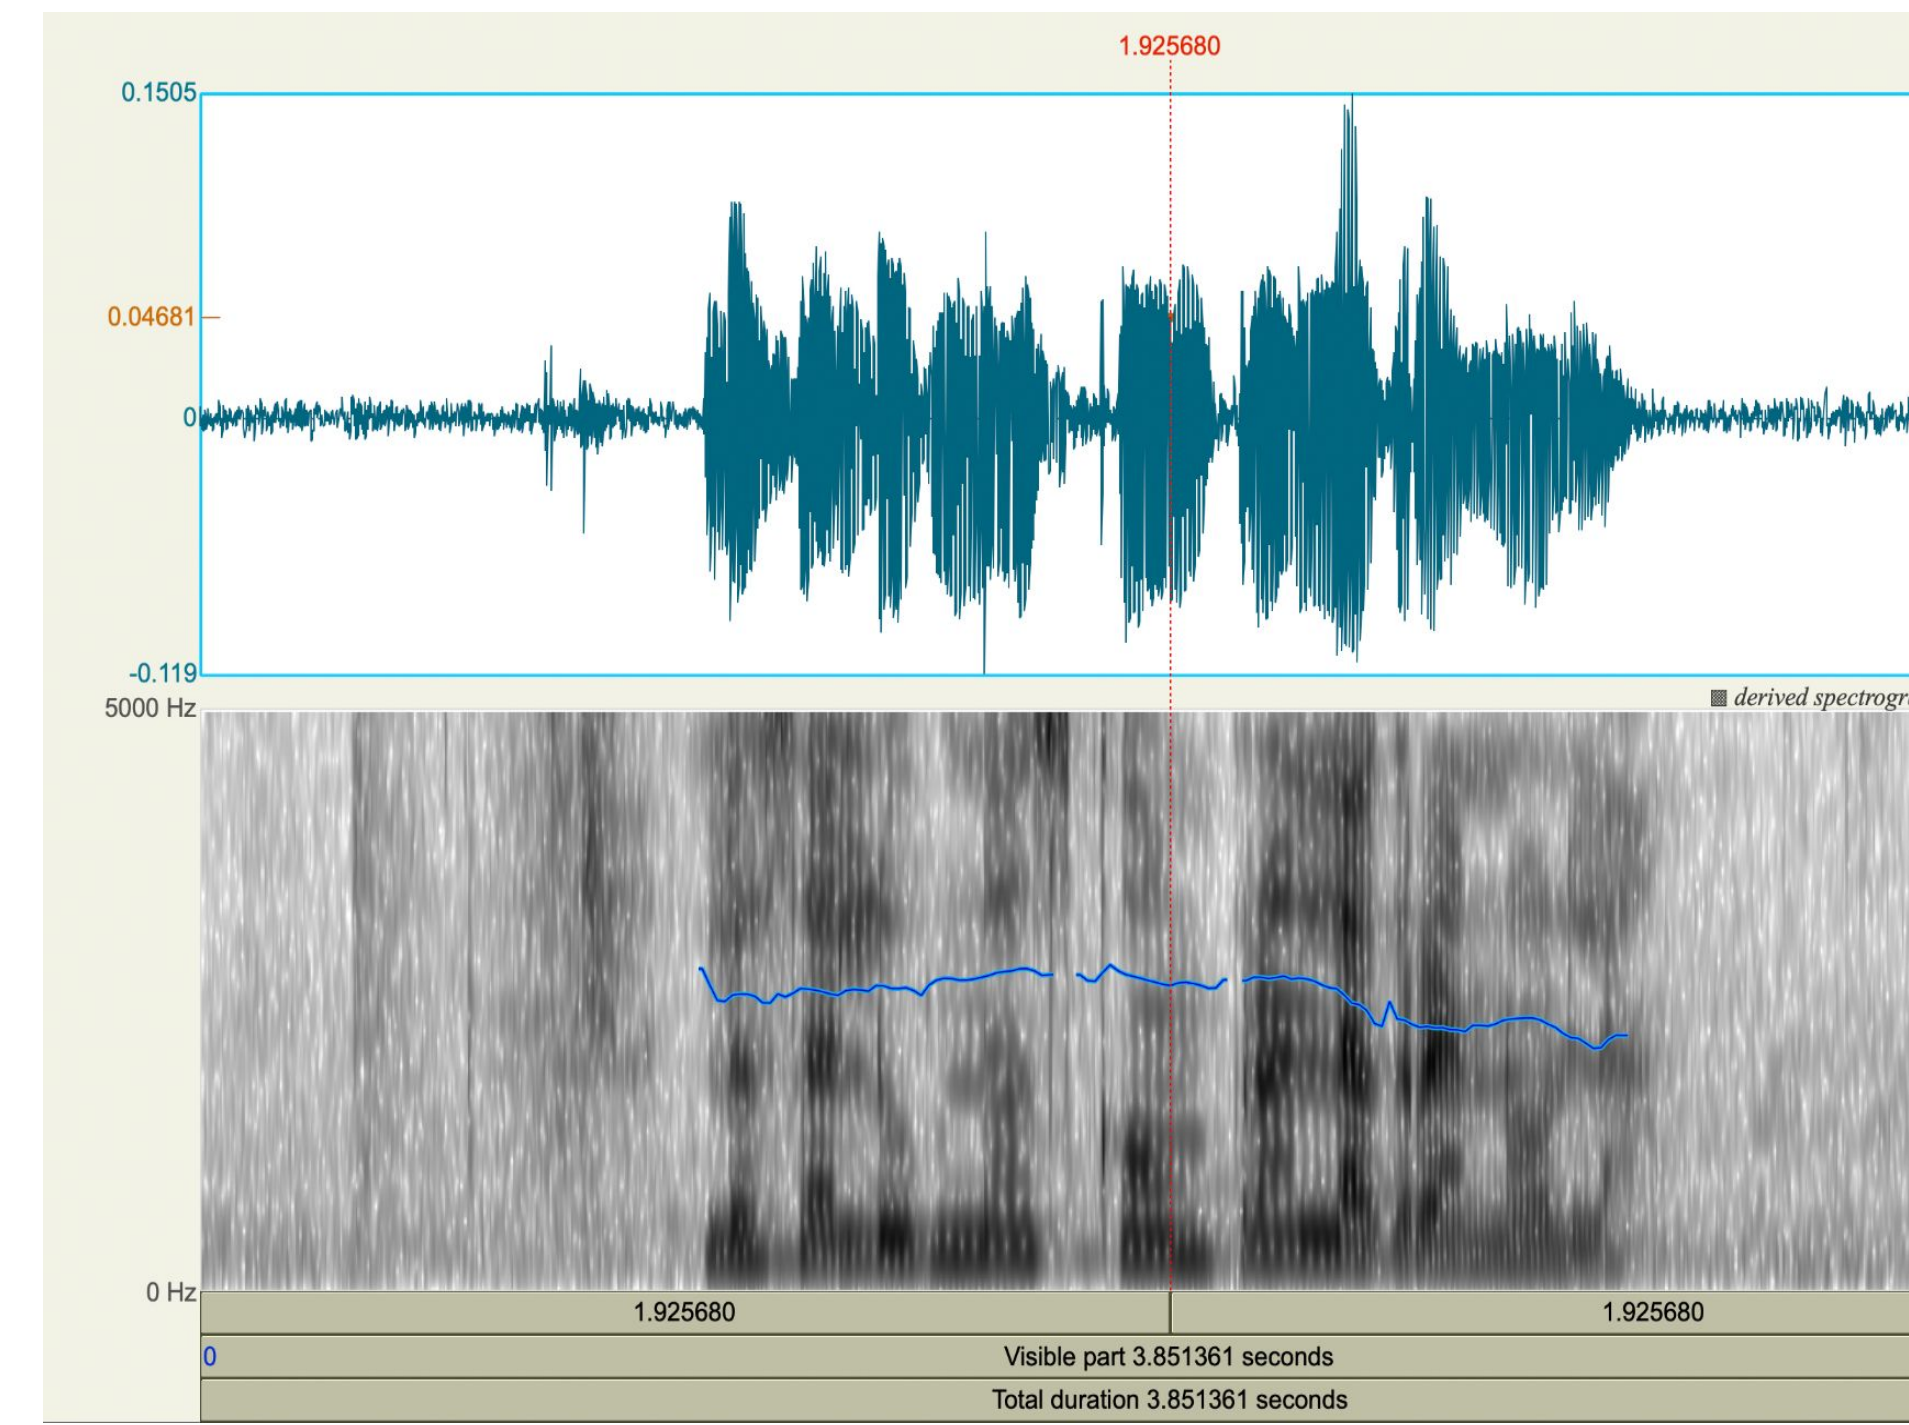 1.925680
0.1505
0.04681
0
-0.119
5000 Hz
derived spectrogr
0 Hz
1.925680 1.925680
0 Visible part 3.851361 seconds
Total duration 3.851361 seconds